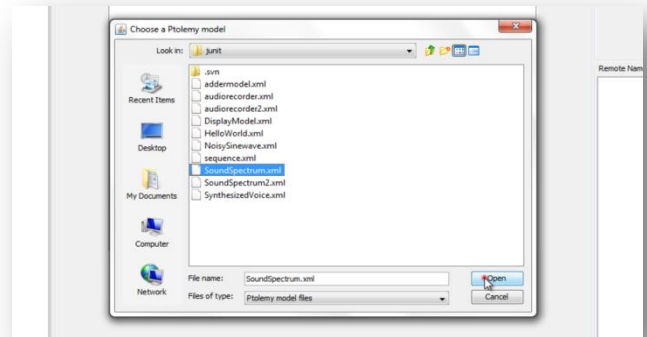 Choose a Ptolemy model
Look in: junit
Recent Items
Desktop
My Documents
Computer
Network
.svn
addermodel.xml
audiorecorder.xml
audiorecorder2.xml
DisplayModel.xml
HelloWorld.xml
NoisySinewave.xml
sequence.xml
SoundSpectrum.xml
SoundSpectrum2.xml
SynthesizedVoice.xml
File name: SoundSpectrum.xml
Open
Files of type: Ptolemy model files
Cancel
Remote Nam